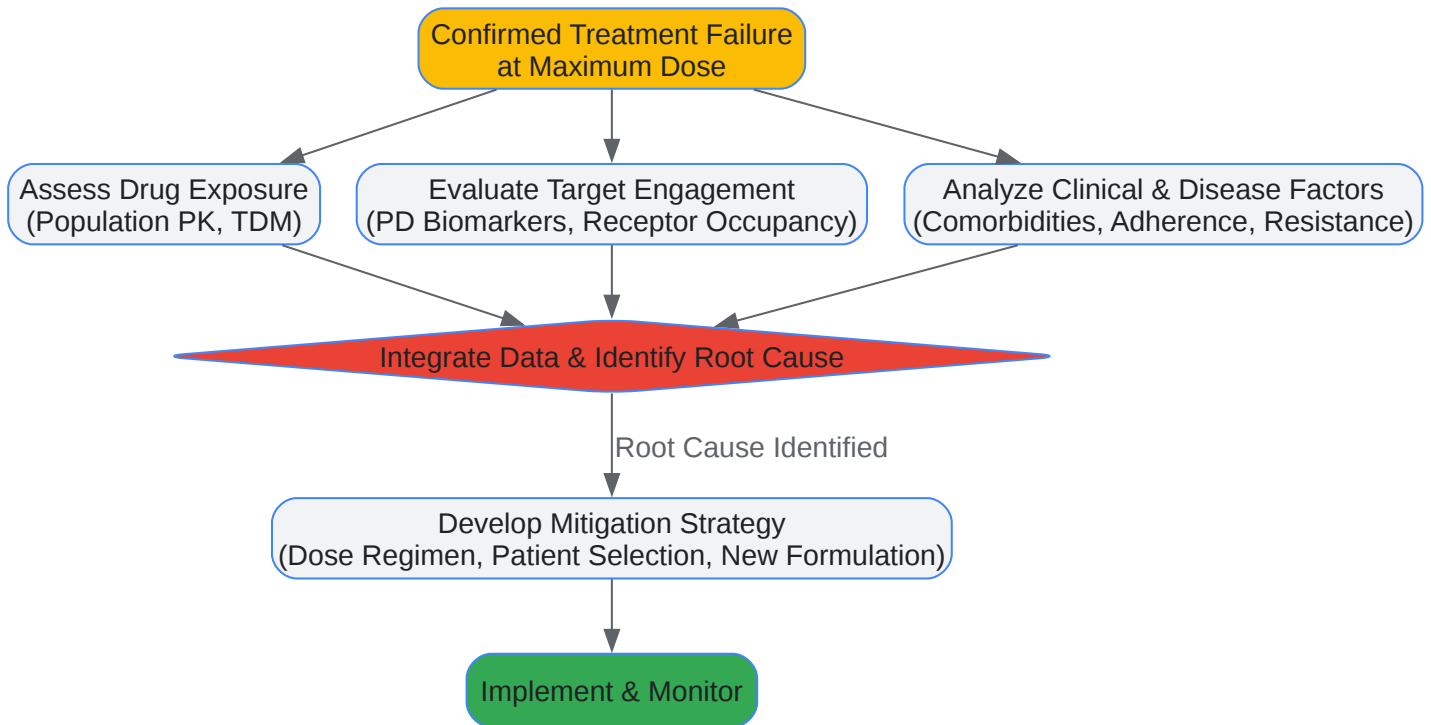 Confirmed Treatment Failure
at Maximum Dose
Assess Drug Exposure
(Population PK, TDM)
Evaluate Target Engagement
(PD Biomarkers, Receptor Occupancy)
Analyze Clinical & Disease Factors
(Comorbidities, Adherence, Resistance)
Integrate Data & Identify Root Cause
Root Cause Identified
Develop Mitigation Strategy
(Dose Regimen, Patient Selection, New Formulation)
Implement & Monitor